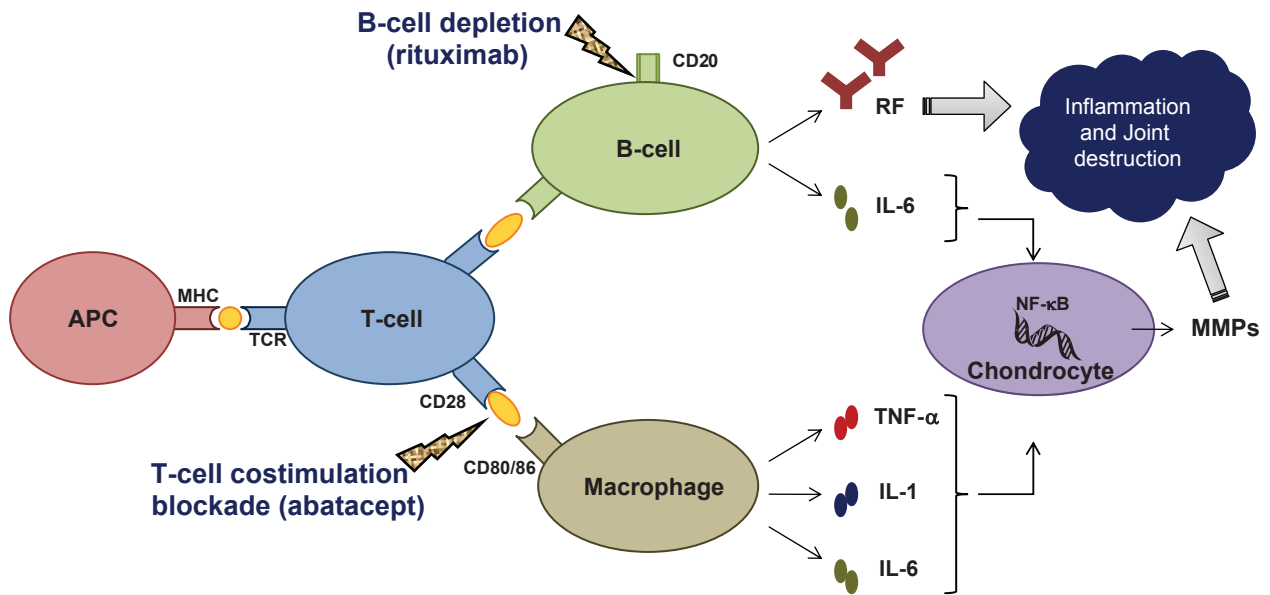 B-cell depletion
(rituximab)
CD20
B-cell
RF
IL-6
Inflammation
and Joint
destruction
APC
MHC
TCR
T-cell
NF-κB
Chondrocyte
MMPs
CD28
CD80/86
T-cell costimulation
blockade (abatacept)
Macrophage
TNF-α
IL-1
IL-6